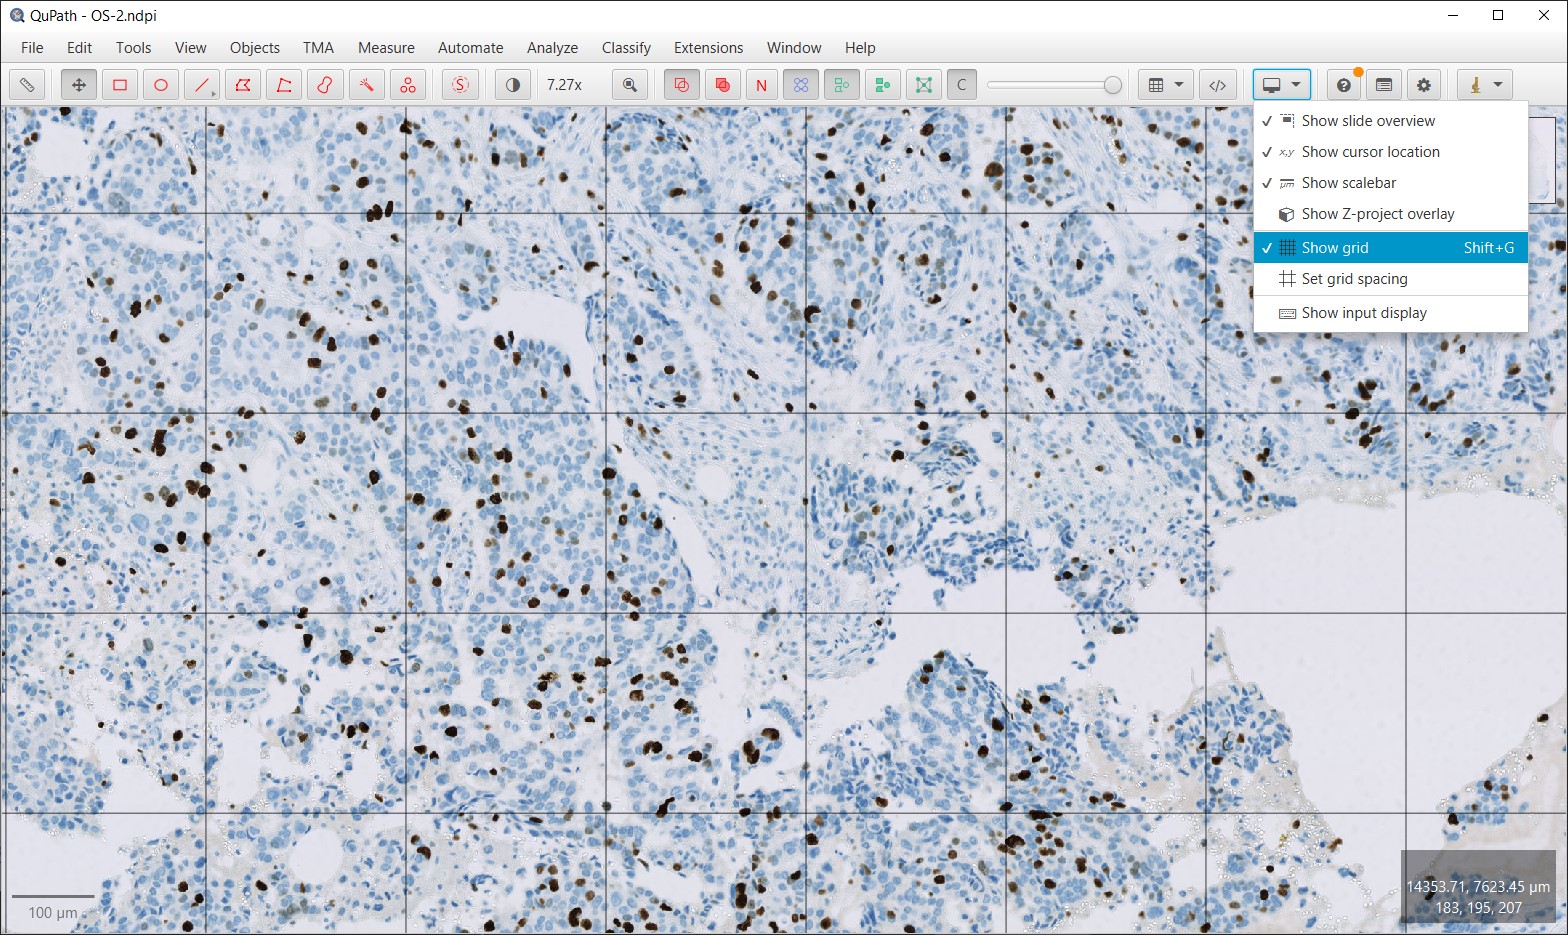 QuPath - OS-2.ndpi
File Edit Tools View Objects TMA Measure Automate Analyze Classify Extensions Window Help
S 7.27x N C </> ?
Show slide overview
x,y Show cursor location
µm Show scalebar
Show Z-project overlay
Show grid Shift+G
Set grid spacing
Show input display
100 µm
14353.71, 7623.45 µm
183, 195, 207